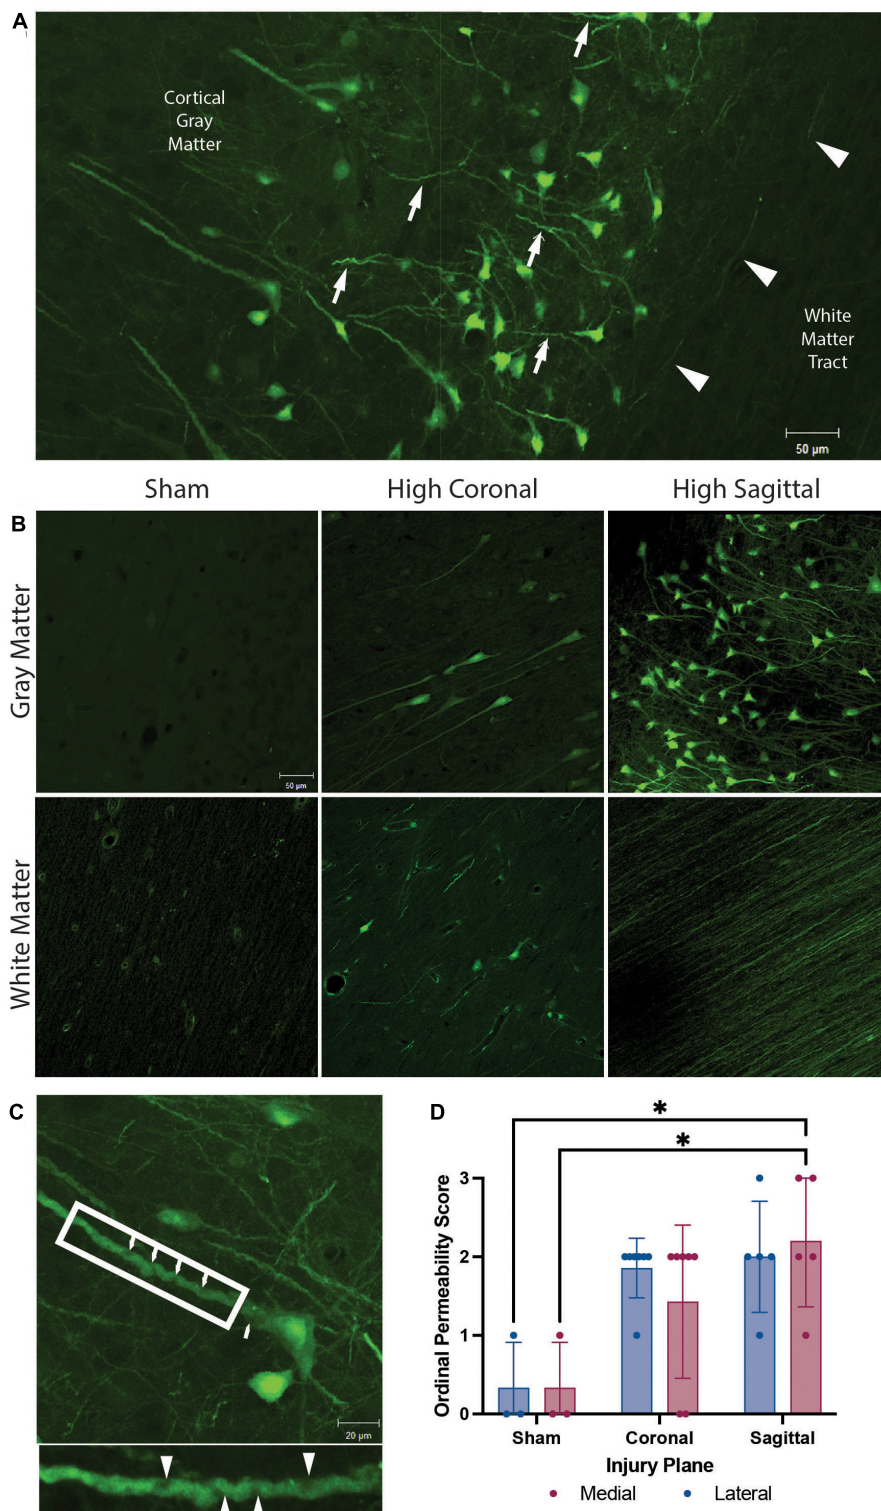 A
Cortical
Gray
Matter
White
Matter
Tract
50 µm
Sham
High Coronal
High Sagittal
B
Gray Matter
50 µm
White Matter
C
20 µm
D
*
*
Ordinal Permeability Score
3
2
1
0
Sham
Coronal
Sagittal
Injury Plane
Medial
Lateral